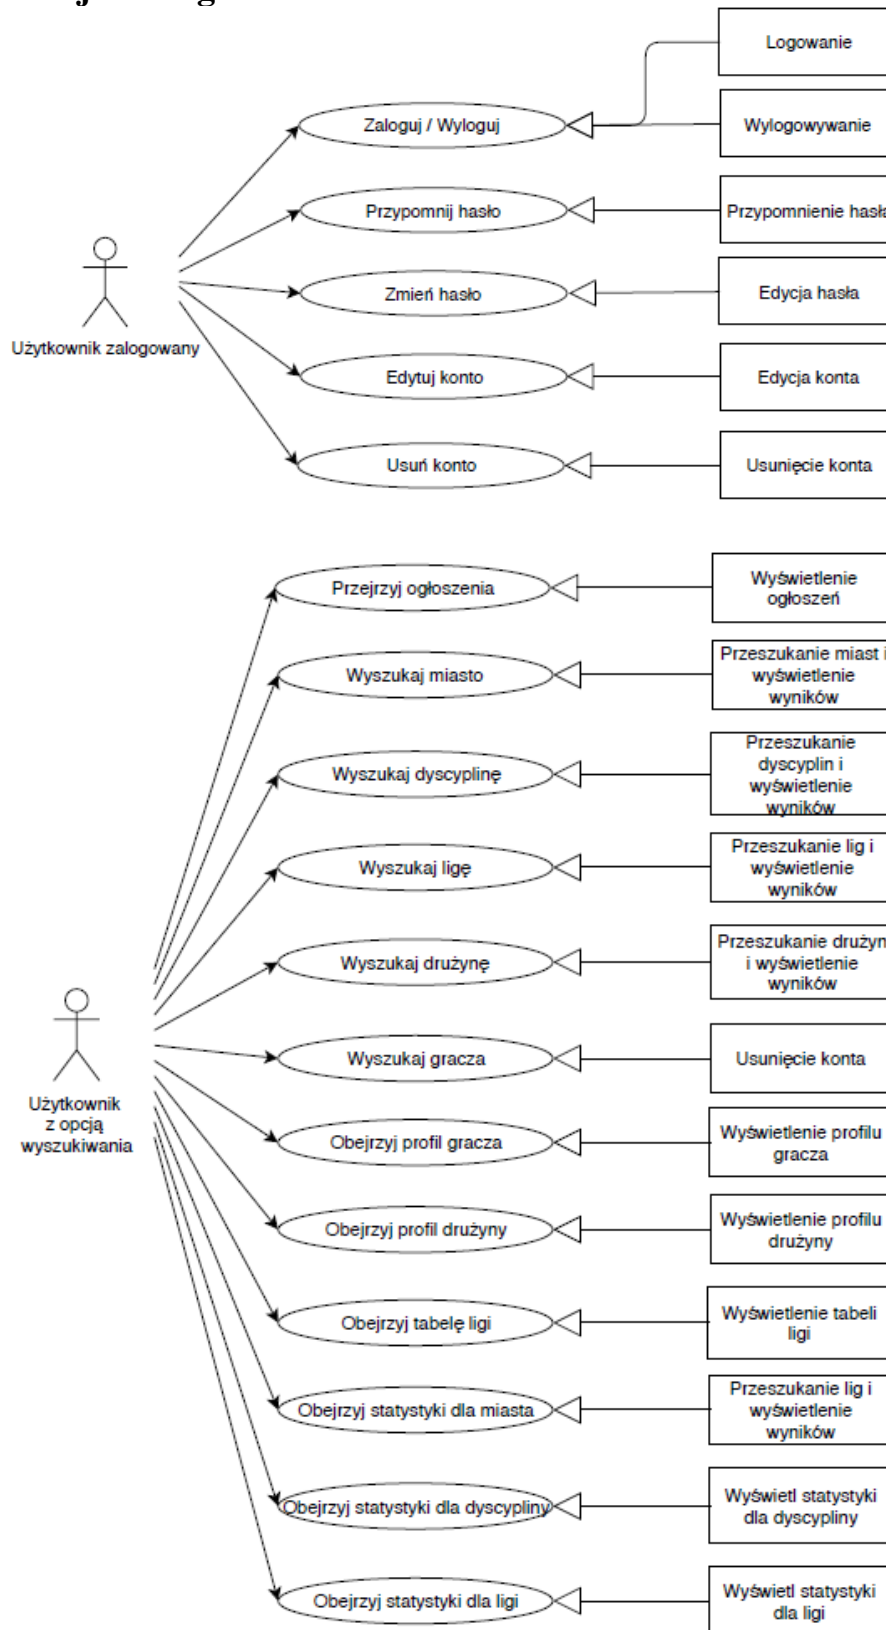 Logowanie
Zaloguj / Wyloguj
Wylogowywanie
Przypomnij hasło
Przypomnienie hasła
Zmień hasło
Edycja hasła
Użytkownik zalogowany
Edytuj konto
Edycja konta
Usuń konto
Usunięcie konta
Przejrzyj ogłoszenia
Wyświetlenie
ogłoszeń
Wyszukaj miasto
Przeszukanie miast i
wyświetlenie
wyników
Wyszukaj dyscyplinę
Przeszukanie
dyscyplin i
wyświetlenie
wyników
Wyszukaj ligę
Przeszukanie lig i
wyświetlenie
wyników
Wyszukaj drużynę
Przeszukanie drużyn
i wyświetlenie
wyników
Wyszukaj gracza
Usunięcie konta
Użytkownik
z opcją
wyszukiwania
Obejrzyj profil gracza
Wyświetlenie profilu
gracza
Obejrzyj profil drużyny
Wyświetlenie profilu
drużyny
Obejrzyj tabelę ligi
Wyświetlenie tabeli
ligi
Obejrzyj statystyki dla miasta
Przeszukanie lig i
wyświetlenie
wyników
Obejrzyj statystyki dla dyscypliny
Wyświetl statystyki
dla dyscypliny
Obejrzyj statystyki dla ligi
Wyświetl statystyki
dla ligi